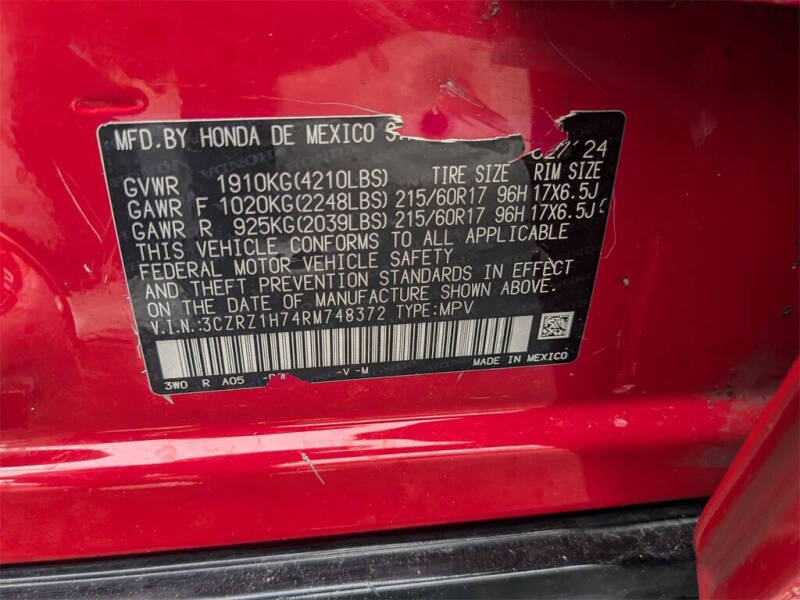 MFD.BY HONDA DE MEXICO S. 24
TIRE SIZE RIM SIZE
GVWR 1910KG(4210LBS)
GAWR F 1020KG(2248LBS) 215/60R17 96H 17X6.5J
GAWR R 925KG(2039LBS) 215/60R17 96H 17X6.5J
THIS VEHICLE CONFORMS TO ALL APPLICABLE
FEDERAL MOTOR VEHICLE SAFETY
AND THEFT PREVENTION STANDARDS IN EFFECT
ON THE DATE OF MANUFACTURE SHOWN ABOVE.
V.I.N.:3CZRZ1H74RM748372 TYPE:MPV
MADE IN MEXICO
3W0 R A05 -V-M